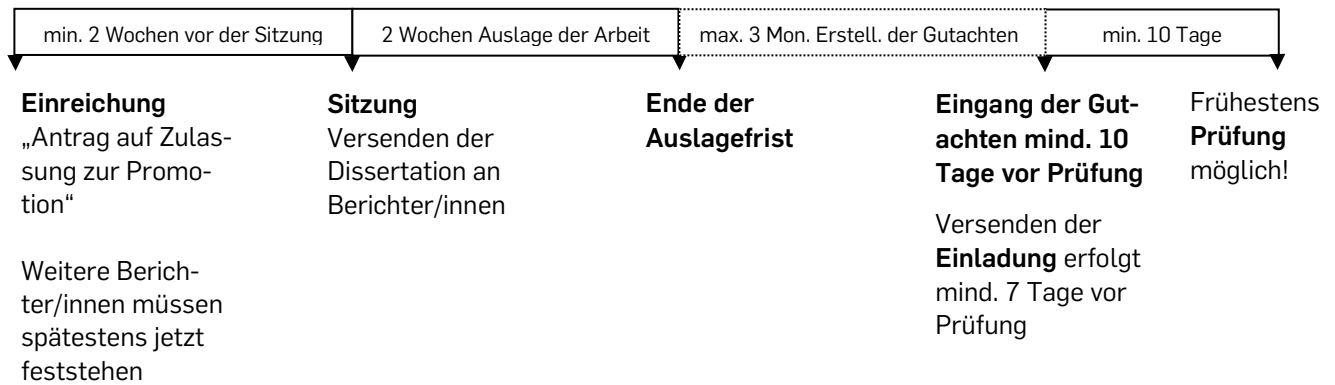 min. 2 Wochen vor der Sitzung
2 Wochen Auslage der Arbeit
max. 3 Mon. Erstell. der Gutachten
min. 10 Tage
Einreichung
„Antrag auf Zulas-
sung zur Promo-
tion“
Weitere Berich-
ter/innen müssen
spätestens jetzt
feststehen
Sitzung
Versenden der
Dissertation an
Berichter/innen
Ende der
Auslagefrist
Eingang der Gut-
achten mind. 10
Tage vor Prüfung
Versenden der
Einladung erfolgt
mind. 7 Tage vor
Prüfung
Frühestens
Prüfung
möglich!